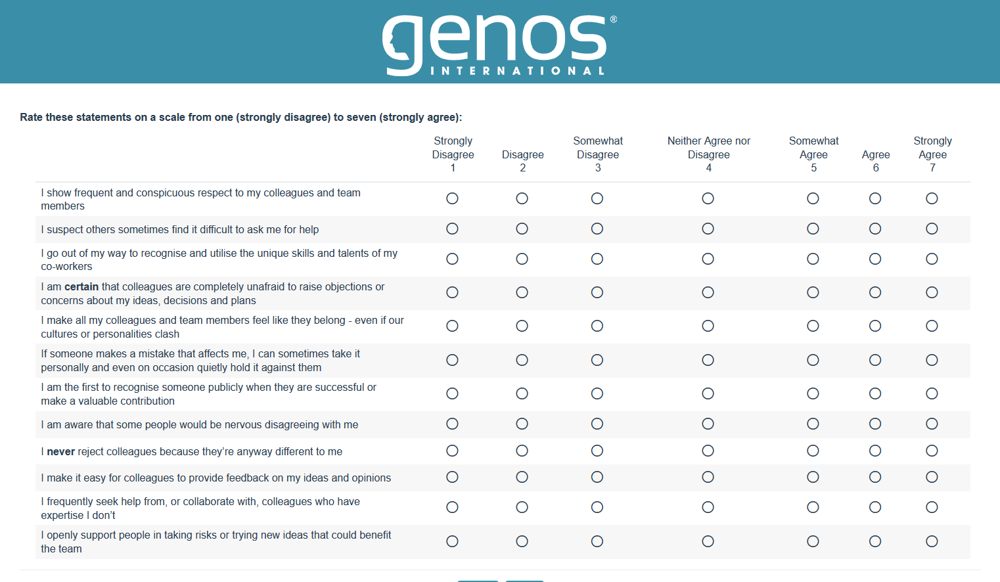 genos®
INTERNATIONAL
Rate these statements on a scale from one (strongly disagree) to seven (strongly agree):
Strongly Disagree 1
Disagree 2
Somewhat Disagree 3
Neither Agree nor Disagree 4
Somewhat Agree 5
Agree 6
Strongly Agree 7
I show frequent and conspicuous respect to my colleagues and team
members
I suspect others sometimes find it difficult to ask me for help
I go out of my way to recognise and utilise the unique skills and talents of my
co-workers
I am certain that colleagues are completely unafraid to raise objections or
concerns about my ideas, decisions and plans
I make all my colleagues and team members feel like they belong - even if our
cultures or personalities clash
If someone makes a mistake that affects me, I can sometimes take it
personally and even on occasion quietly hold it against them
I am the first to recognise someone publicly when they are successful or
make a valuable contribution
I am aware that some people would be nervous disagreeing with me
I never reject colleagues because they’re anyway different to me
I make it easy for colleagues to provide feedback on my ideas and opinions
I frequently seek help from, or collaborate with, colleagues who have
expertise I don’t
I openly support people in taking risks or trying new ideas that could benefit
the team